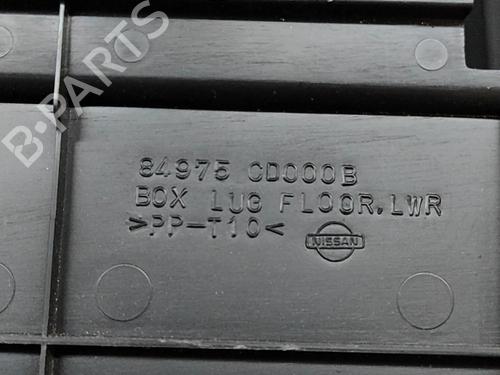 B-PARTS
84975 CD000B
BOX LUG FLOOR,LWR
>PP-T10<
NISSAN